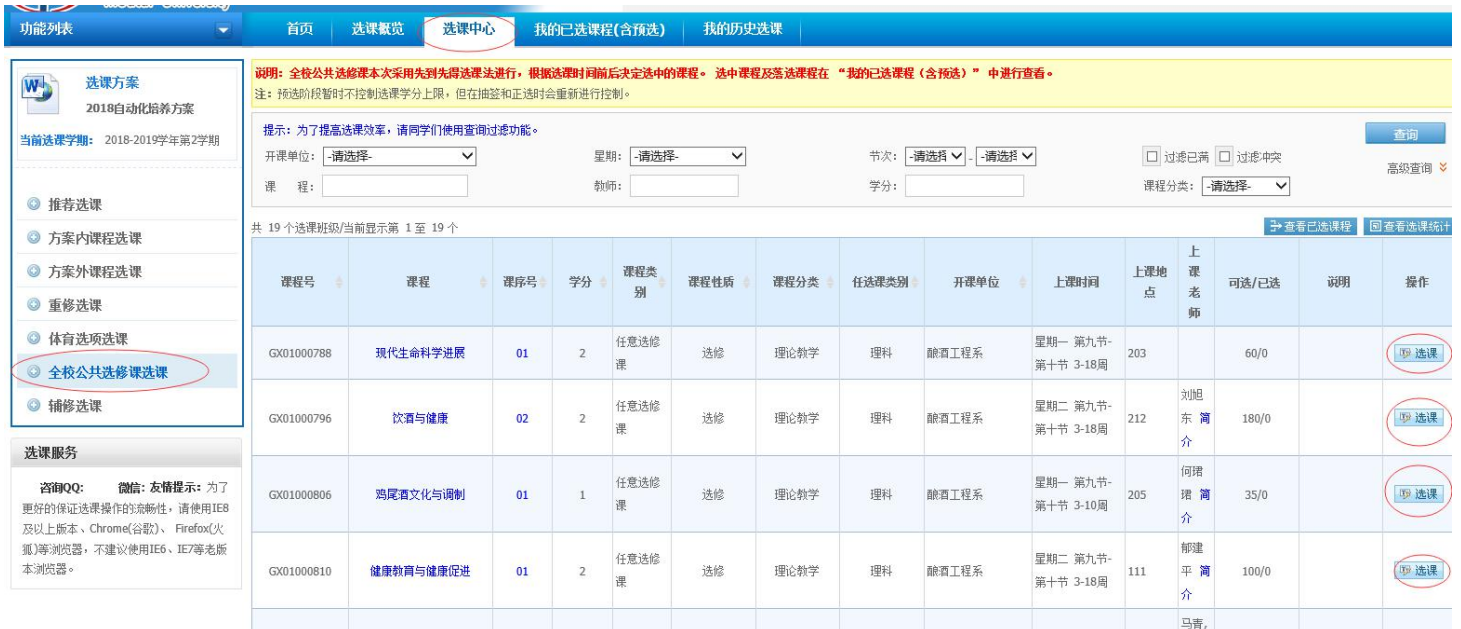 功能列表
首页 选课概览 选课中心 我的已选课程(含预选) 我的历史选课
选课方案
2018自动化培养方案
当前选课学期: 2018-2019学年第2学期
推荐选课
方案内课程选课
方案外课程选课
重修选课
体育选项选课
全校公共选修课选课
辅修选课
选课服务
咨询QQ: 微信: 友情提示: 为了
更好的保证选课操作的流畅性，请使用IE8
及以上版本、Chrome(谷歌)、 Firefox(火
狐)等浏览器，不建议使用IE6、IE7等老版
本浏览器。
说明: 全校公共选修课本次采用先到先得选课法进行，根据选课时间前后决定选中的课程。 选中课程及落选课程在 “我的已选课程（含预选）” 中进行查看。
注: 预选阶段暂时不控制选课学分上限，但在抽签和正选时会重新进行控制。
提示: 为了提高选课效率，请同学们使用查询过滤功能。
查询
开课单位: -请选择- 星期: -请选择- 节次: -请选择 - -请选择 过滤已满 过滤冲突
高级查询
课 程: 教师: 学分: 课程分类: -请选择-
共 19 个选课班级/当前显示第 1 至 19 个
查看已选课程 查看选课统计
课程号 课程 课序号 学分 课程类别 课程性质 课程分类 任选课类别 开课单位 上课时间 上课地点 上课老师 可选/已选 说明 操作
GX01000788 现代生命科学进展 01 2 任意选修课 选修 理论教学 理科 酿酒工程系 星期一 第九节-第十节 3-18周 203 60/0 选课
GX01000796 饮酒与健康 02 2 任意选修课 选修 理论教学 理科 酿酒工程系 星期二 第九节-第十节 3-18周 212 刘旭东 简介 180/0 选课
GX01000806 鸡尾酒文化与调制 01 1 任意选修课 选修 理论教学 理科 酿酒工程系 星期一 第九节-第十节 3-10周 205 何珺珺 简介 35/0 选课
GX01000810 健康教育与健康促进 01 2 任意选修课 选修 理论教学 理科 酿酒工程系 星期二 第九节-第十节 3-18周 111 郁建平 简介 100/0 选课
马青,